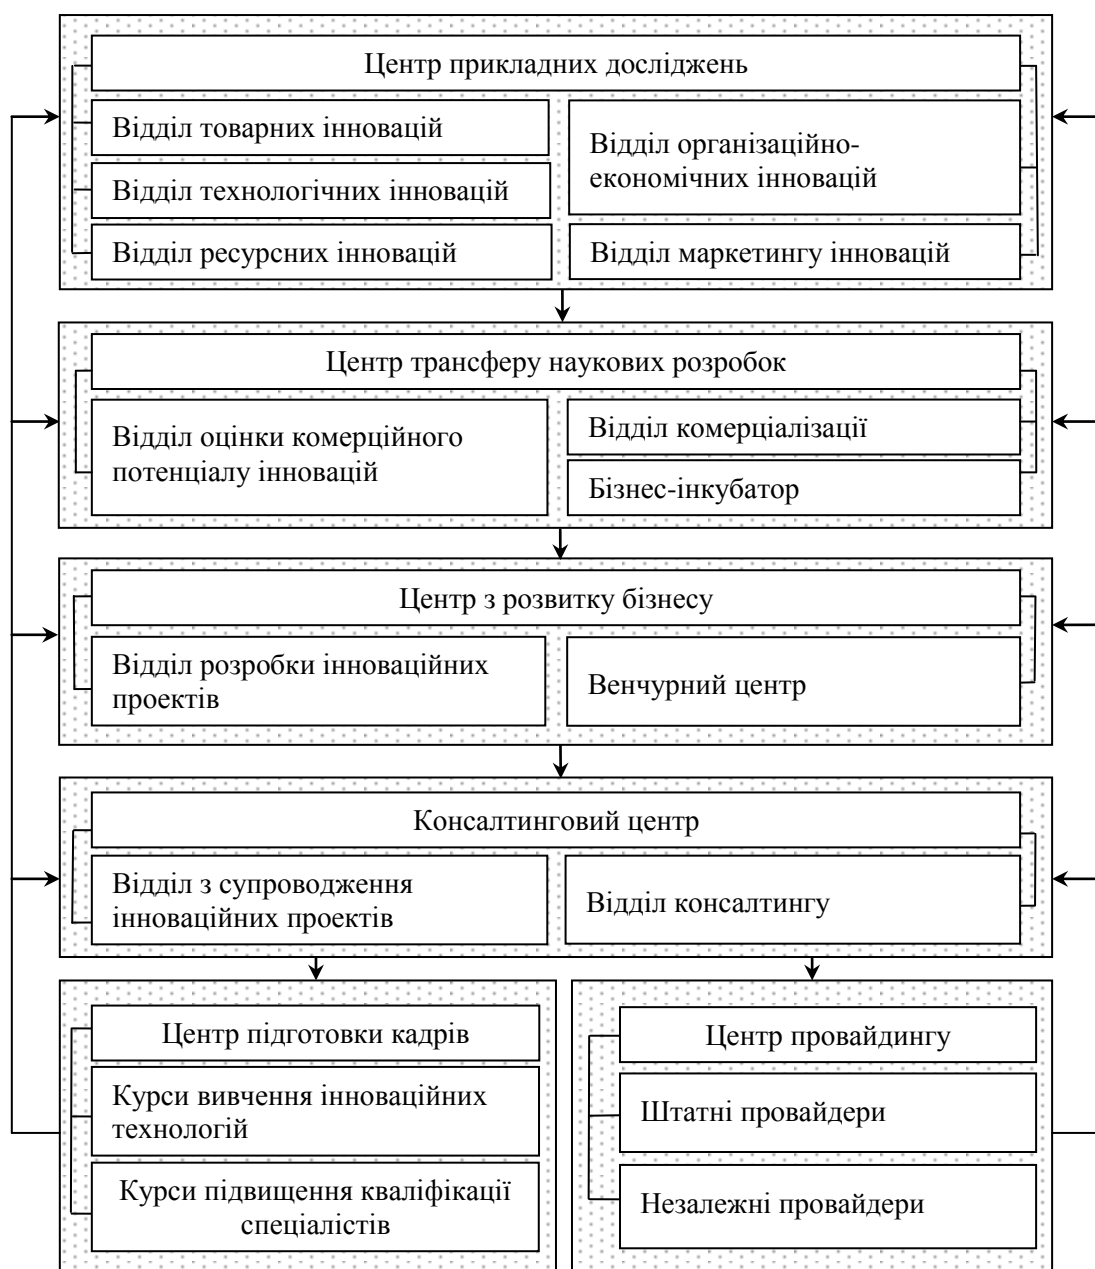 Центр прикладних досліджень
Відділ товарних інновацій
Відділ технологічних інновацій
Відділ ресурсних інновацій
Відділ організаційно-
економічних інновацій
Відділ маркетингу інновацій
Центр трансферу наукових розробок
Відділ оцінки комерційного
потенціалу інновацій
Відділ комерціалізації
Бізнес-інкубатор
Центр з розвитку бізнесу
Відділ розробки інноваційних
проектів
Венчурний центр
Консалтинговий центр
Відділ з супроводження
інноваційних проектів
Відділ консалтингу
Центр підготовки кадрів
Курси вивчення інноваційних
технологій
Курси підвищення кваліфікації
спеціалістів
Центр провайдингу
Штатні провайдери
Незалежні провайдери